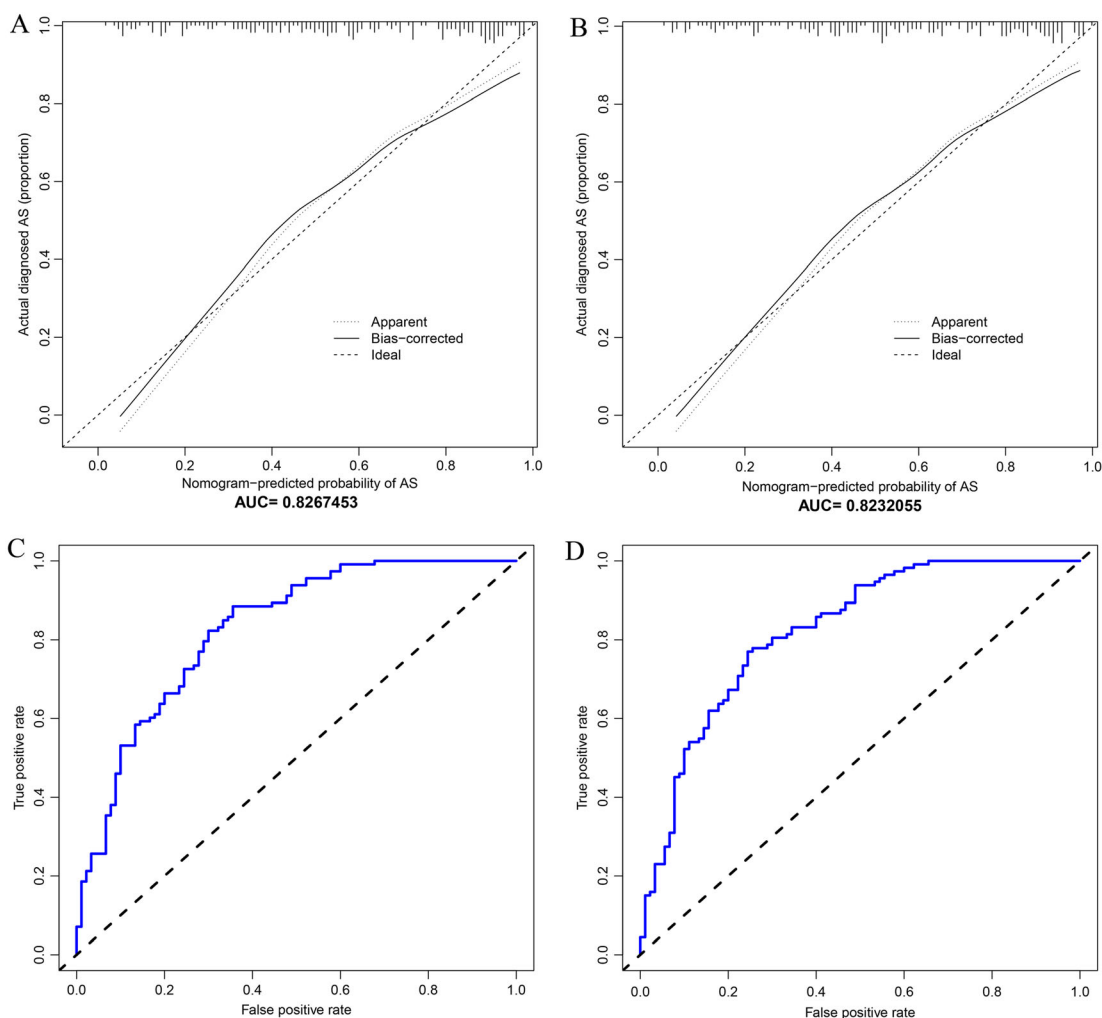 A
1.0
0.8
0.6
0.4
0.2
0.0
Actual diagnosed AS (proportion)
Apparent
Bias−corrected
Ideal
0.0 0.2 0.4 0.6 0.8 1.0
Nomogram−predicted probability of AS
AUC= 0.8267453
B
1.0
0.8
0.6
0.4
0.2
0.0
Actual diagnosed AS (proportion)
Apparent
Bias−corrected
Ideal
0.0 0.2 0.4 0.6 0.8 1.0
Nomogram−predicted probability of AS
AUC= 0.8232055
C
1.0
0.8
0.6
0.4
0.2
0.0
True positive rate
0.0 0.2 0.4 0.6 0.8 1.0
False positive rate
D
1.0
0.8
0.6
0.4
0.2
0.0
True positive rate
0.0 0.2 0.4 0.6 0.8 1.0
False positive rate